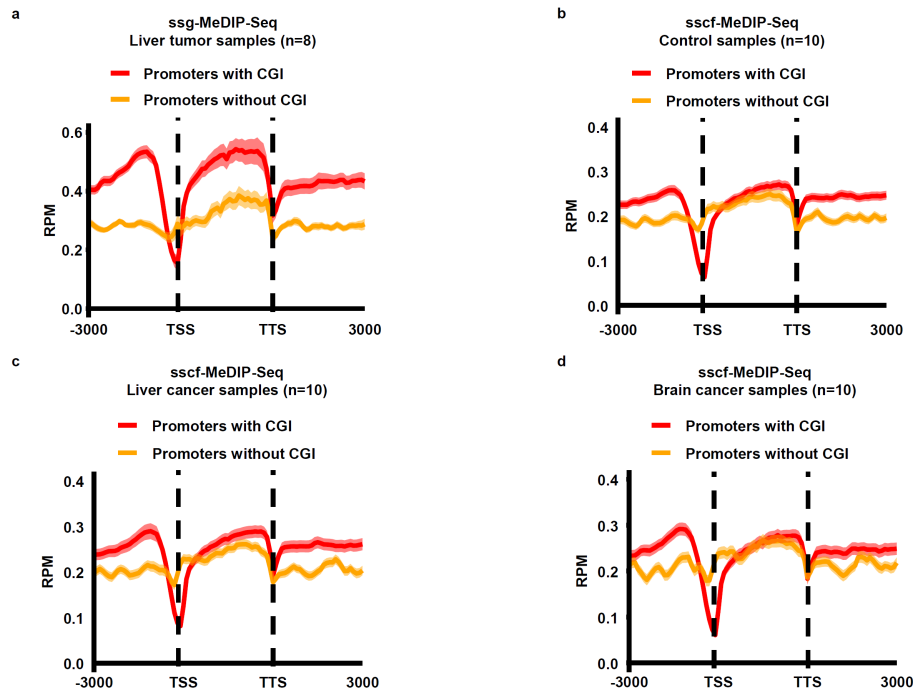 a
ssg-MeDIP-Seq
Liver tumor samples (n=8)
Promoters with CGI
Promoters without CGI
0.6
0.4
0.2
0.0
RPM
-3000 TSS TTS 3000
b
sscf-MeDIP-Seq
Control samples (n=10)
Promoters with CGI
Promoters without CGI
0.4
0.3
0.2
0.1
0.0
RPM
-3000 TSS TTS 3000
c
sscf-MeDIP-Seq
Liver cancer samples (n=10)
Promoters with CGI
Promoters without CGI
0.4
0.3
0.2
0.1
0.0
RPM
-3000 TSS TTS 3000
d
sscf-MeDIP-Seq
Brain cancer samples (n=10)
Promoters with CGI
Promoters without CGI
0.4
0.3
0.2
0.1
0.0
RPM
-3000 TSS TTS 3000